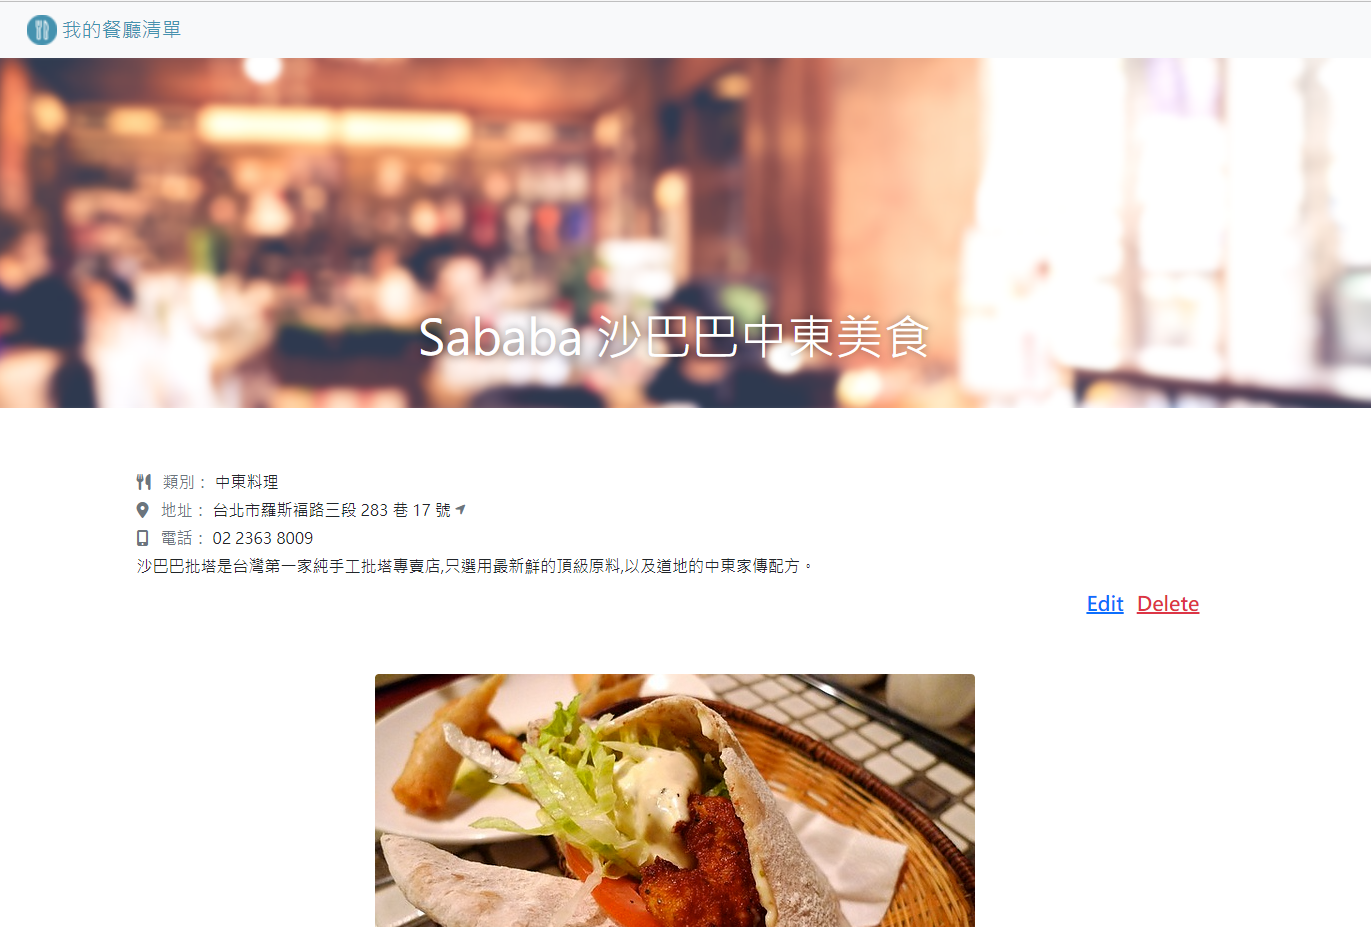 我的餐廳清單
Sababa 沙巴巴中東美食
類別： 中東料理
地址： 台北市羅斯福路三段 283 巷 17 號
電話： 02 2363 8009
沙巴巴批塔是台灣第一家純手工批塔專賣店,只選用最新鮮的頂級原料,以及道地的中東家傳配方。
Edit Delete